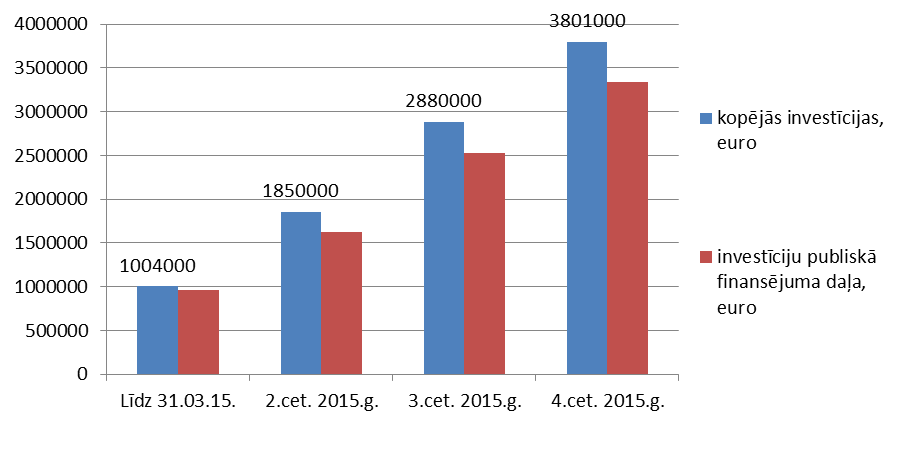 4000000
3500000
3000000
2500000
2000000
1500000
1000000
500000
0
1004000
1850000
2880000
3801000
Līdz 31.03.15.
2.cet. 2015.g.
3.cet. 2015.g.
4.cet. 2015.g.
kopējās investīcijas,
euro
investīciju publiskā
finansējuma daļa,
euro